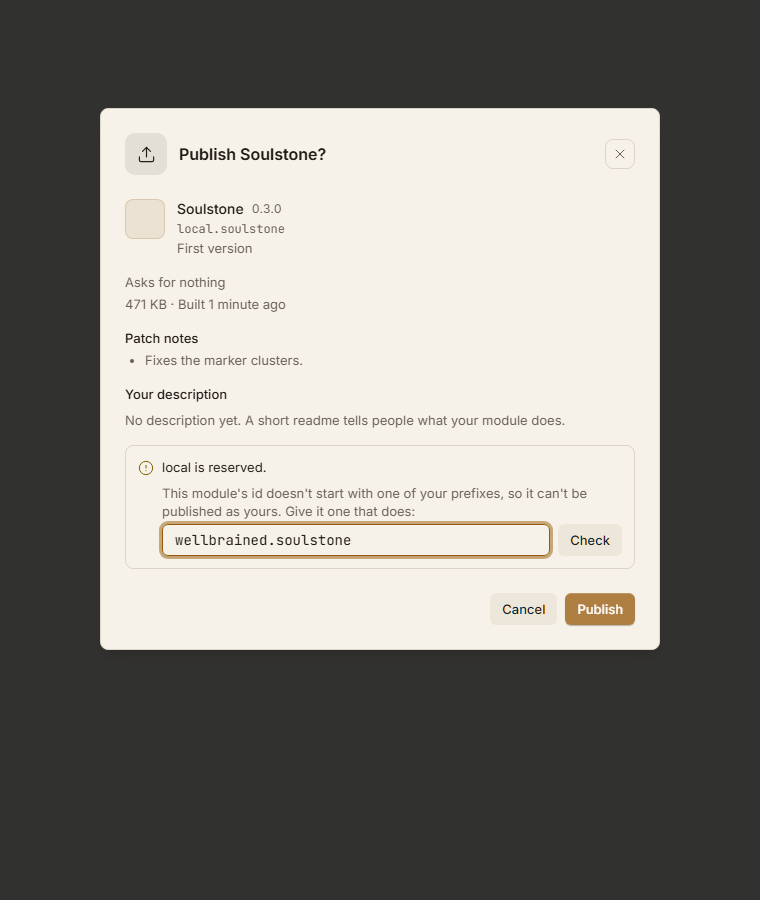 Publish Soulstone?
Soulstone 0.3.0
local.soulstone
First version
Asks for nothing
471 KB · Built 1 minute ago
Patch notes
• Fixes the marker clusters.
Your description
No description yet. A short readme tells people what your module does.
local is reserved.
This module's id doesn't start with one of your prefixes, so it can't be
published as yours. Give it one that does:
wellbrained.soulstone Check
Cancel Publish